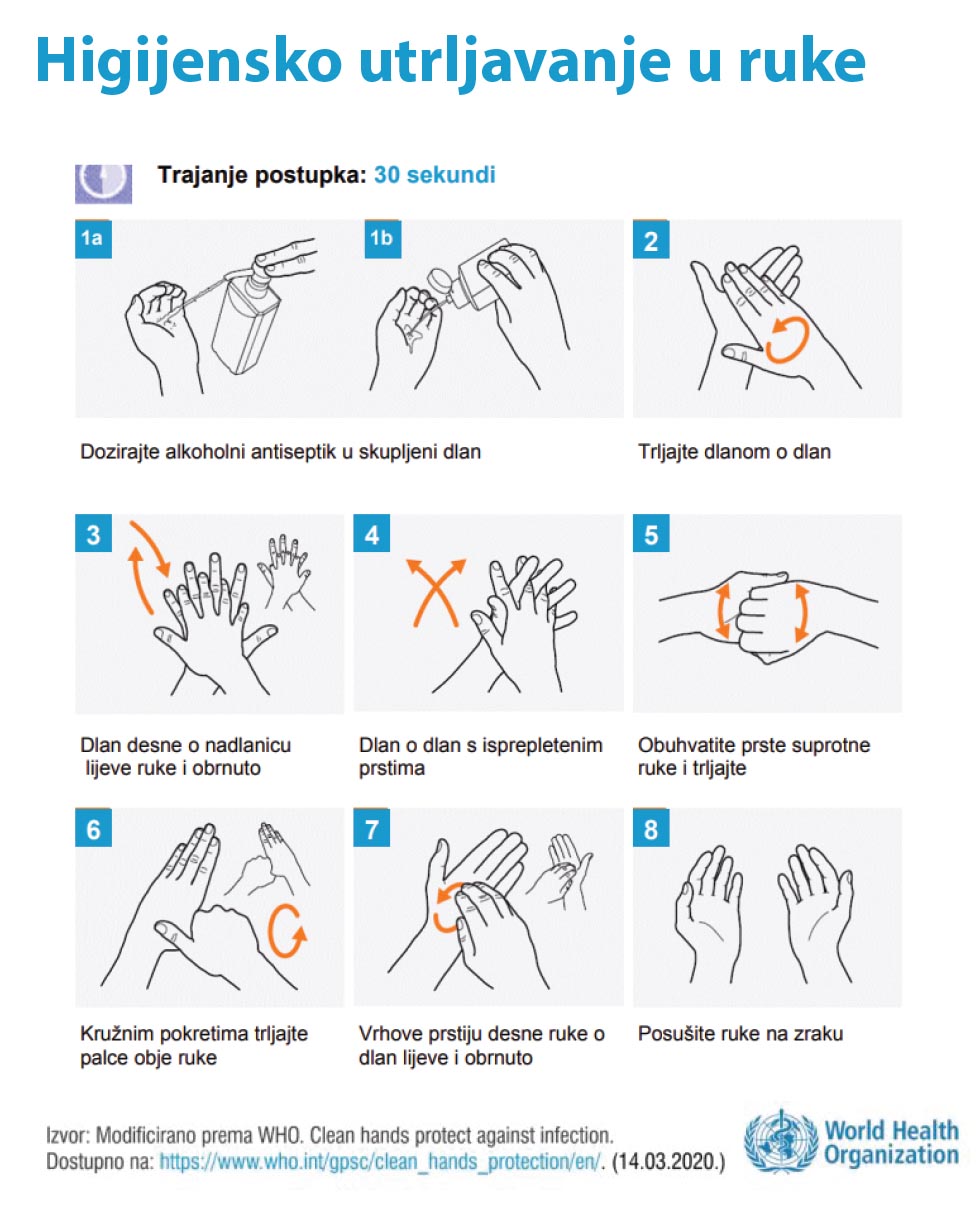 Higijensko utrljavanje u ruke
Trajanje postupka: 30 sekundi
1a
1b
Dozirajte alkoholni antiseptik u skupljeni dlan
2
Trljajte dlanom o dlan
3
Dlan desne o nadlanicu
lijeve ruke i obrnuto
4
Dlan o dlan s isprepletenim
prstima
5
Obuhvatite prste suprotne
ruke i trljajte
6
Kružnim pokretima trljajte
palce obje ruke
7
Vrhove prstiju desne ruke o
dlan lijeve i obrnuto
8
Posušite ruke na zraku
Izvor: Modificirano prema WHO. Clean hands protect against infection.
Dostupno na: https://www.who.int/gpsc/clean_hands_protection/en/. (14.03.2020.)
World Health
Organization